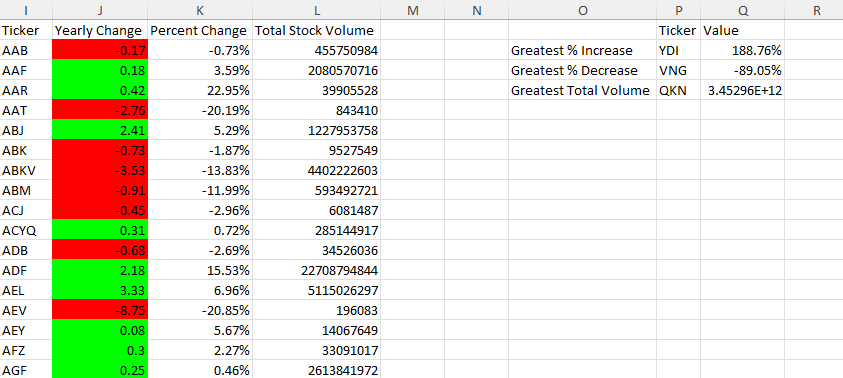 I J K L M N O P Q R
Ticker Yearly Change Percent Change Total Stock Volume Ticker Value
AAB -0.17 -0.73% 455750984 Greatest % Increase YDI 188.76%
AAF 0.18 3.59% 2080570716 Greatest % Decrease VNG -89.05%
AAR 0.42 22.95% 39905528 Greatest Total Volume QKN 3.45296E+12
AAT -2.76 -20.19% 843410
ABJ 2.41 5.29% 1227953758
ABK -0.73 -1.87% 9527549
ABKV -3.53 -13.83% 4402222603
ABM -0.91 -11.99% 593492721
ACJ -0.45 -2.96% 6081487
ACYQ 0.31 0.72% 285144917
ADB -0.63 -2.69% 34526036
ADF 2.18 15.53% 22708794844
AEL 3.33 6.96% 5115026297
AEV -8.75 -20.85% 196083
AEY 0.08 5.67% 14067649
AFZ 0.3 2.27% 33091017
AGF 0.25 0.46% 2613841972